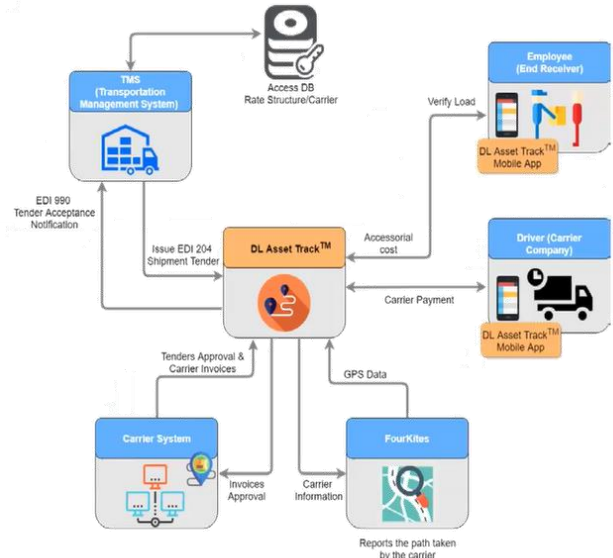 TMS
(Transportation
Management System)
Access DB
Rate Structure/Carrier
Employee
(End Receiver)
Verify Load
DL Asset Track™
Mobile App
EDI 990
Tender Acceptance
Notification
Issue EDI 204
Shipment Tender
DL Asset Track™
Accessorial
cost
Driver (Carrier
Company)
Carrier Payment
DL Asset Track™
Mobile App
Tenders Approval &
Carrier Invoices
GPS Data
Carrier System
Invoices
Approval
Carrier
Information
FourKites
Reports the path taken
by the carrier